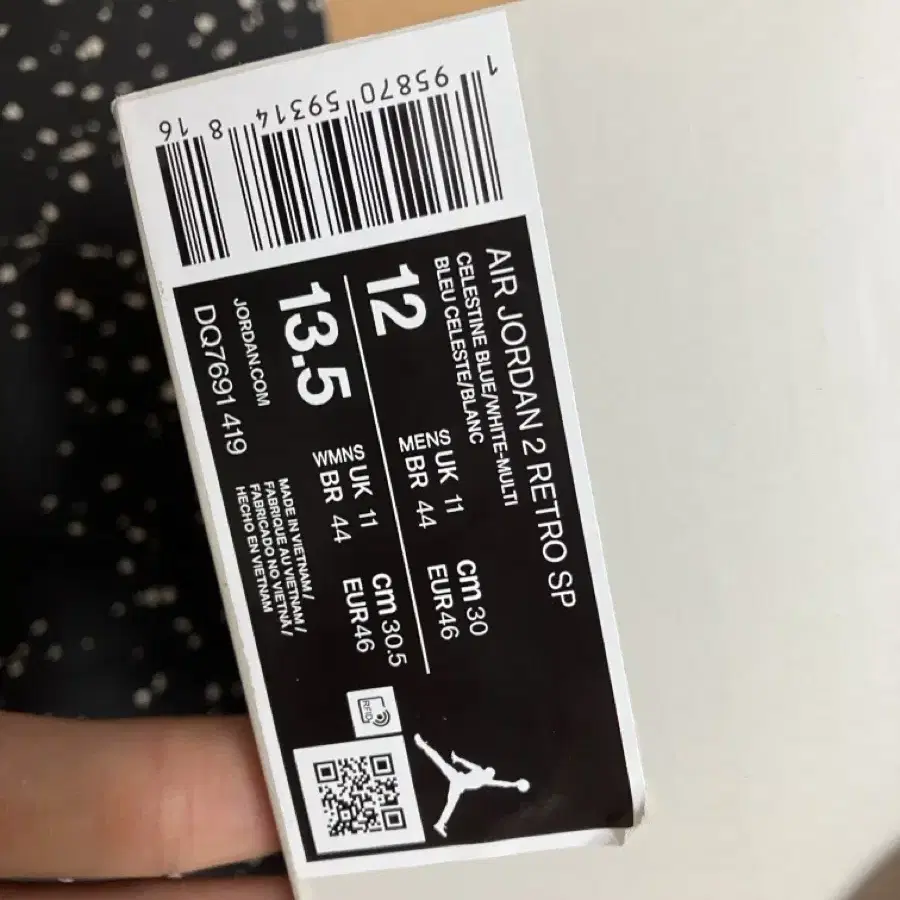 AIR JORDAN 2 RETRO SP
CELESTINE BLUE/WHITE-MULTI
BLEU CELESTE/BLANC
12
MENS
UK 11
BR 44
cm 30
EUR 46
13.5
WMNS
UK 11
BR 44
cm 30.5
EUR 46
JORDAN.COM
DQ7691 419
MADE IN VIETNAM /
FABRIQUE AU VIETNAM /
FABRICADO NO VIETNÃ /
HECHO EN VIETNAM
RFID
1 95870 59314 8 16